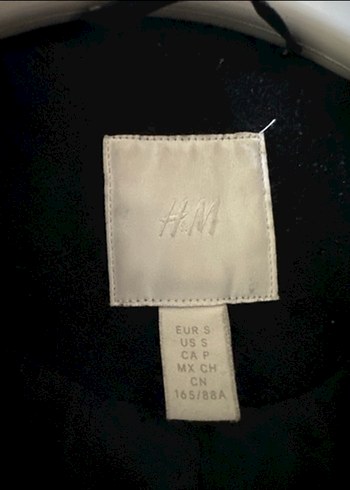 H&M
EUR S
US S
CA P
MX CH
CN
165/88A